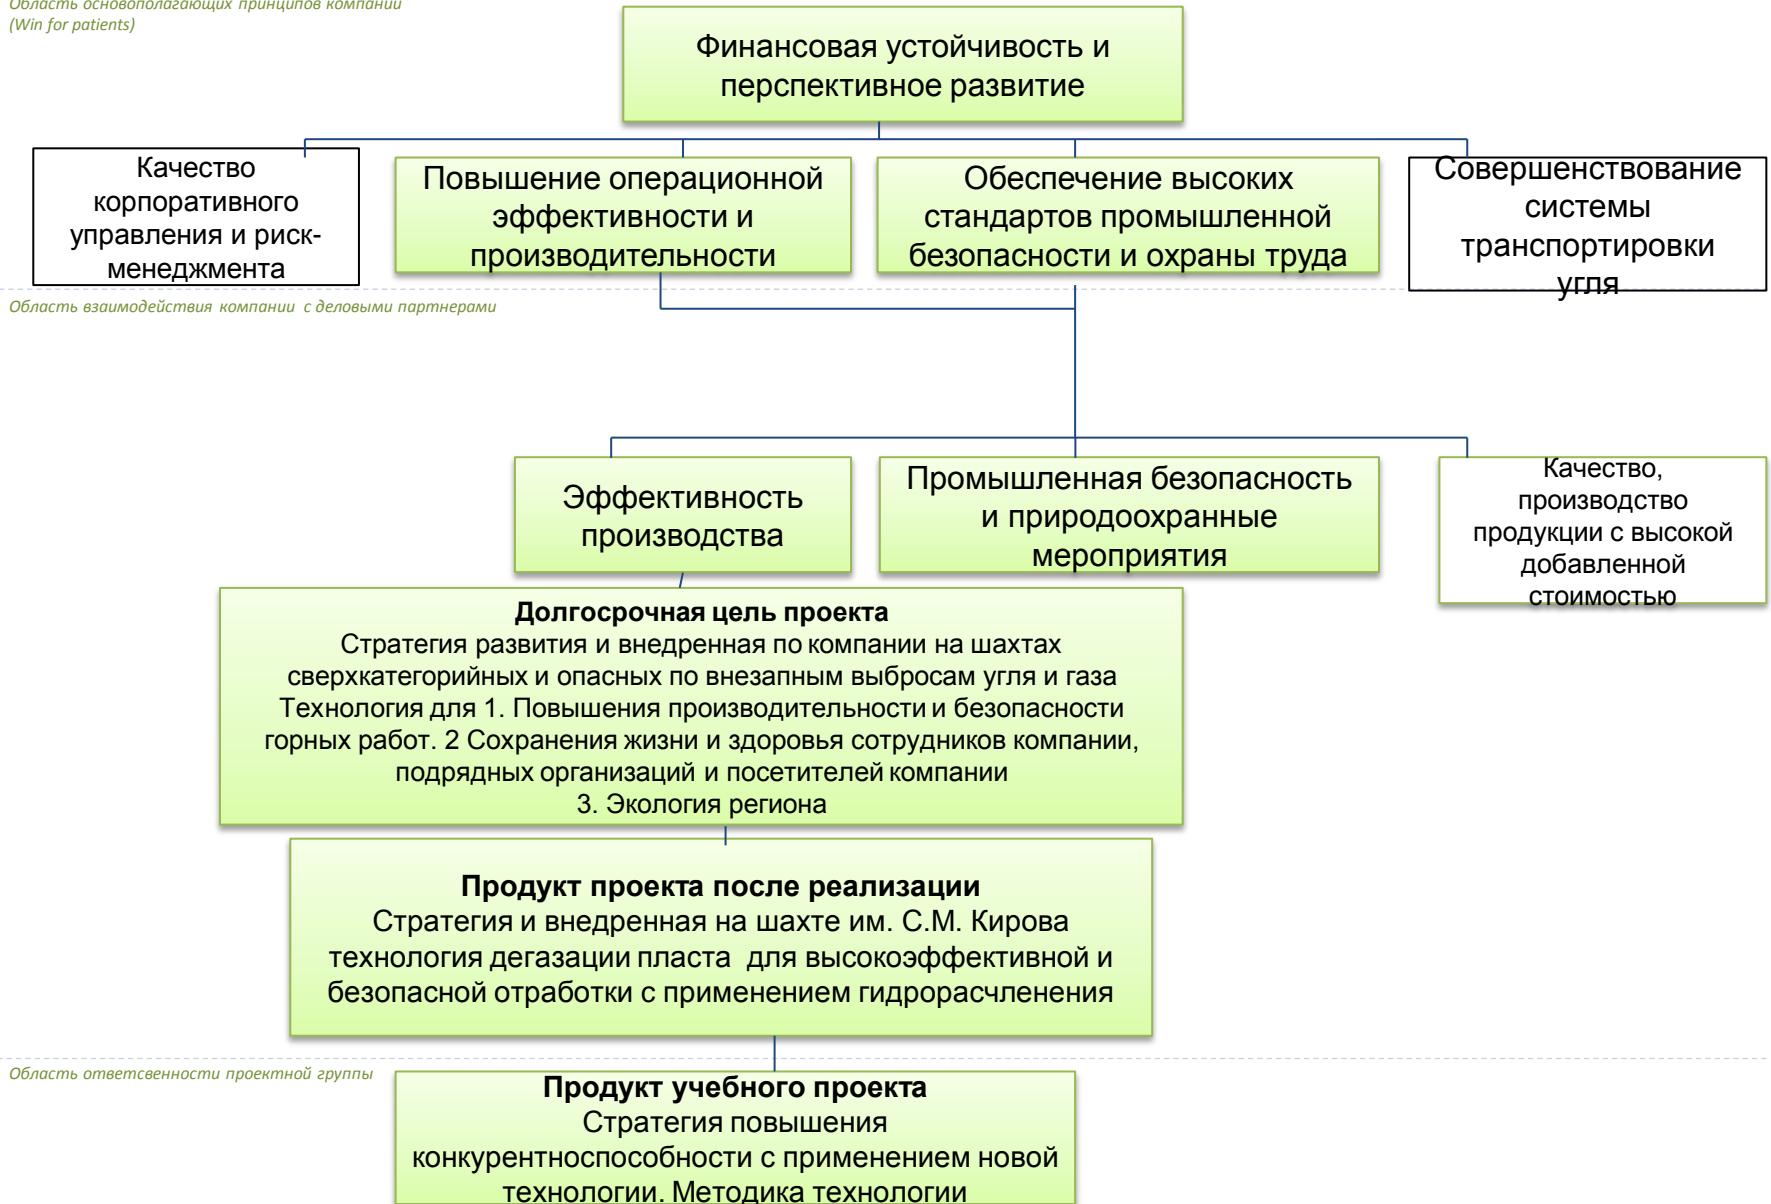 Область основополагающих принципов компании
(Win for patients)
Финансовая устойчивость и
перспективное развитие
Качество
корпоративного
управления и риск-
менеджмента
Повышение операционной
эффективности и
производительности
Обеспечение высоких
стандартов промышленной
безопасности и охраны труда
Совершенствование
системы
транспортировки
угля
Область взаимодействия компании с деловыми партнерами
Эффективность
производства
Промышленная безопасность
и природоохранные
мероприятия
Качество,
производство
продукции с высокой
добавленной
стоимостью
Долгосрочная цель проекта
Стратегия развития и внедренная по компании на шахтах
сверхкатегорийных и опасных по внезапным выбросам угля и газа
Технология для 1. Повышения производительности и безопасности
горных работ. 2 Сохранения жизни и здоровья сотрудников компании,
подрядных организаций и посетителей компании
3. Экология региона
Продукт проекта после реализации
Стратегия и внедренная на шахте им. С.М. Кирова
технология дегазации пласта для высокоэффективной и
безопасной отработки с применением гидрорасчленения
Область ответсвенности проектной группы
Продукт учебного проекта
Стратегия повышения
конкурентноспособности с применением новой
технологии. Методика технологии